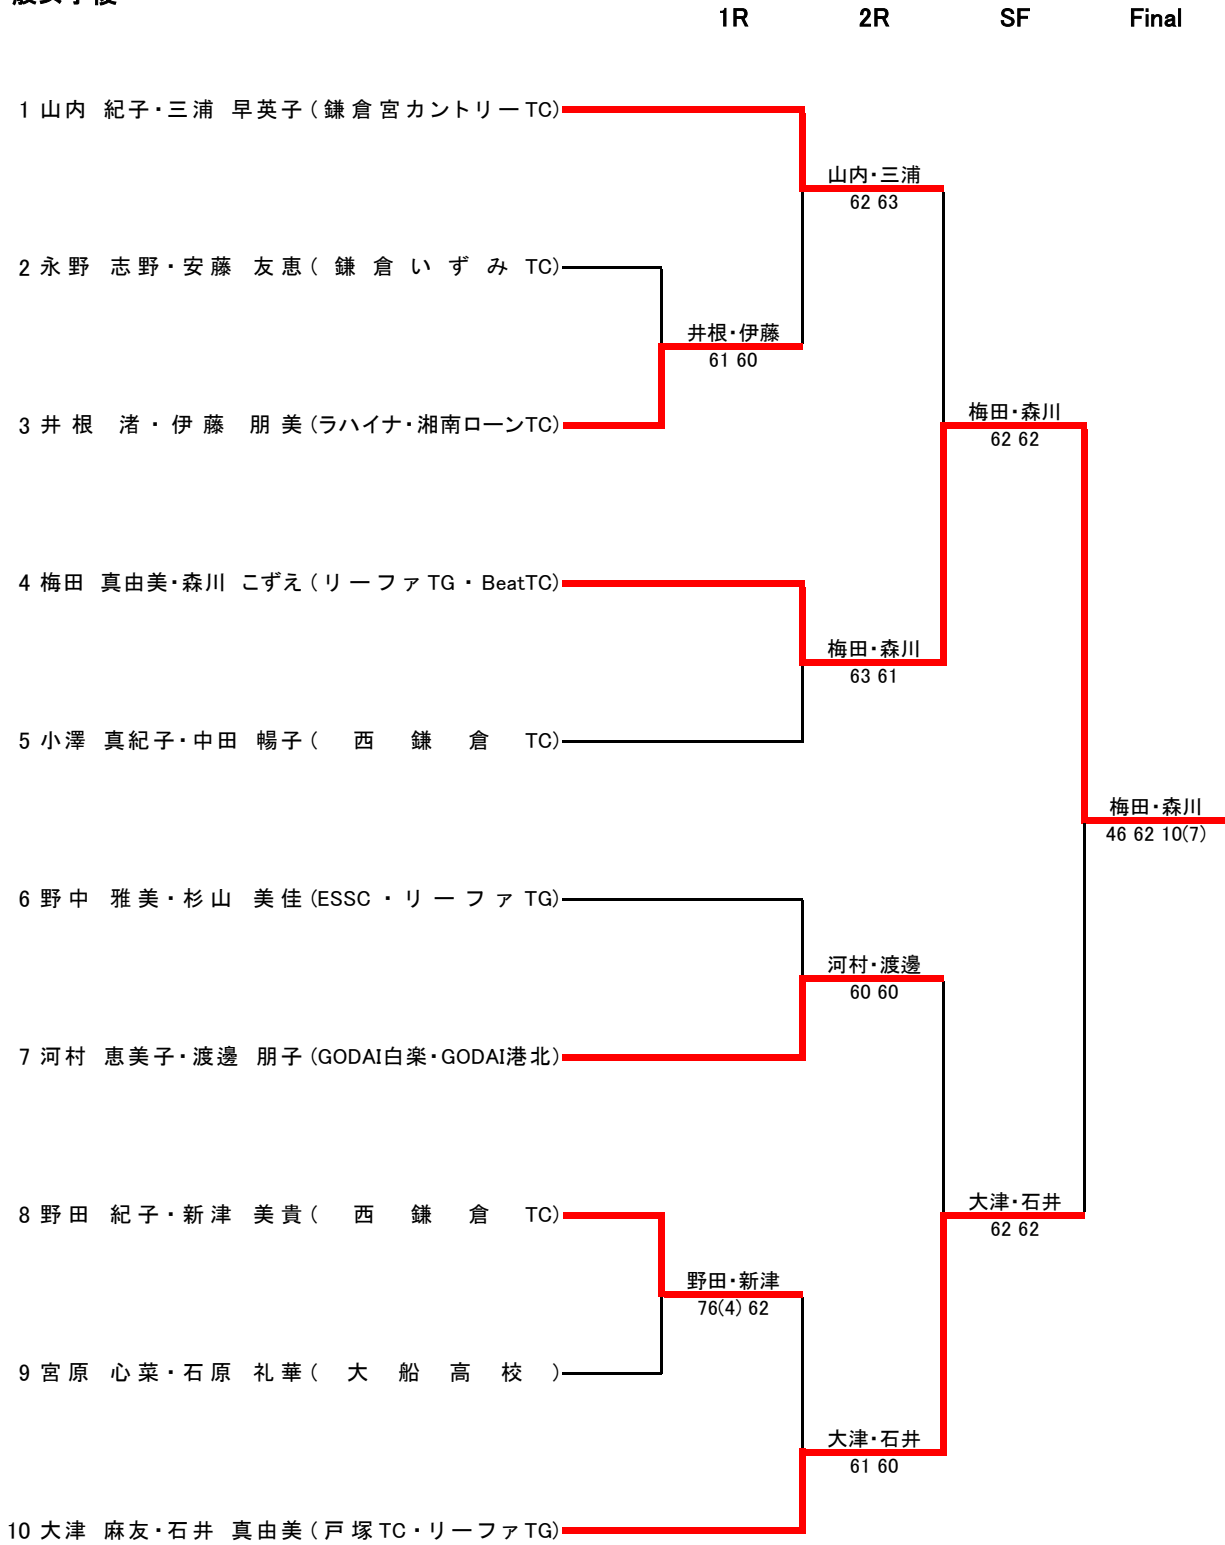 1R 2R SF Final
1 山内 紀子・三浦 早英子 (鎌倉宮カントリーTC)
山内・三浦
62 63
2 永野 志野・安藤 友恵 (鎌倉いずみTC)
井根・伊藤
61 60
3 井根 渚・伊藤 朋美 (ラハイナ・湘南ローンTC)
梅田・森川
62 62
4 梅田 真由美・森川 こずえ (リーファTG・BeatTC)
梅田・森川
63 61
5 小澤 真紀子・中田 暢子 (西鎌倉TC)
梅田・森川
46 62 10(7)
6 野中 雅美・杉山 美佳 (ESSC・リーファTG)
河村・渡邊
60 60
7 河村 恵美子・渡邊 朋子 (GODAI白楽・GODAI港北)
大津・石井
62 62
8 野田 紀子・新津 美貴 (西鎌倉TC)
野田・新津
76(4) 62
9 宮原 心菜・石原 礼華 (大船高校)
大津・石井
61 60
10 大津 麻友・石井 真由美 (戸塚TC・リーファTG)